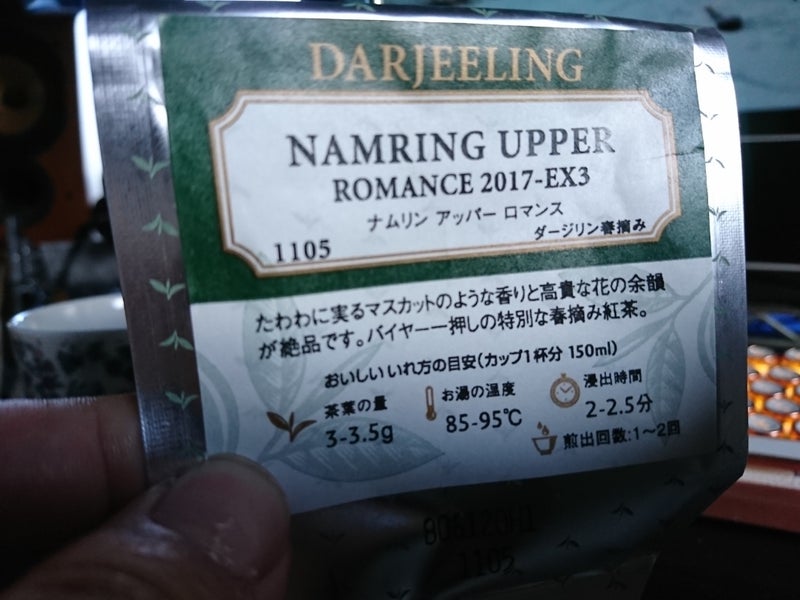 DARJEELING
NAMRING UPPER
ROMANCE 2017-EX3
ナムリン アッパー ロマンス
1105
ダージリン春摘み
たわわに実るマスカットのような香りと高貴な花の余韻
が絶品です。バイヤー一押しの特別な春摘み紅茶。
おいしい いれ方の目安(カップ1杯分 150ml)
茶葉の量
3-3.5g
お湯の温度
85-95℃
浸出時間
2-2.5分
煎出回数:1～2回
1105